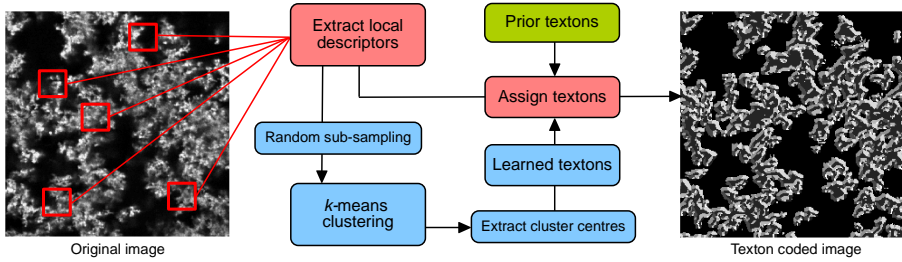 Extract local
descriptors
Prior textons
Assign textons
Random sub-sampling
Learned textons
k-means
clustering
Extract cluster centres
Original image
Texton coded image